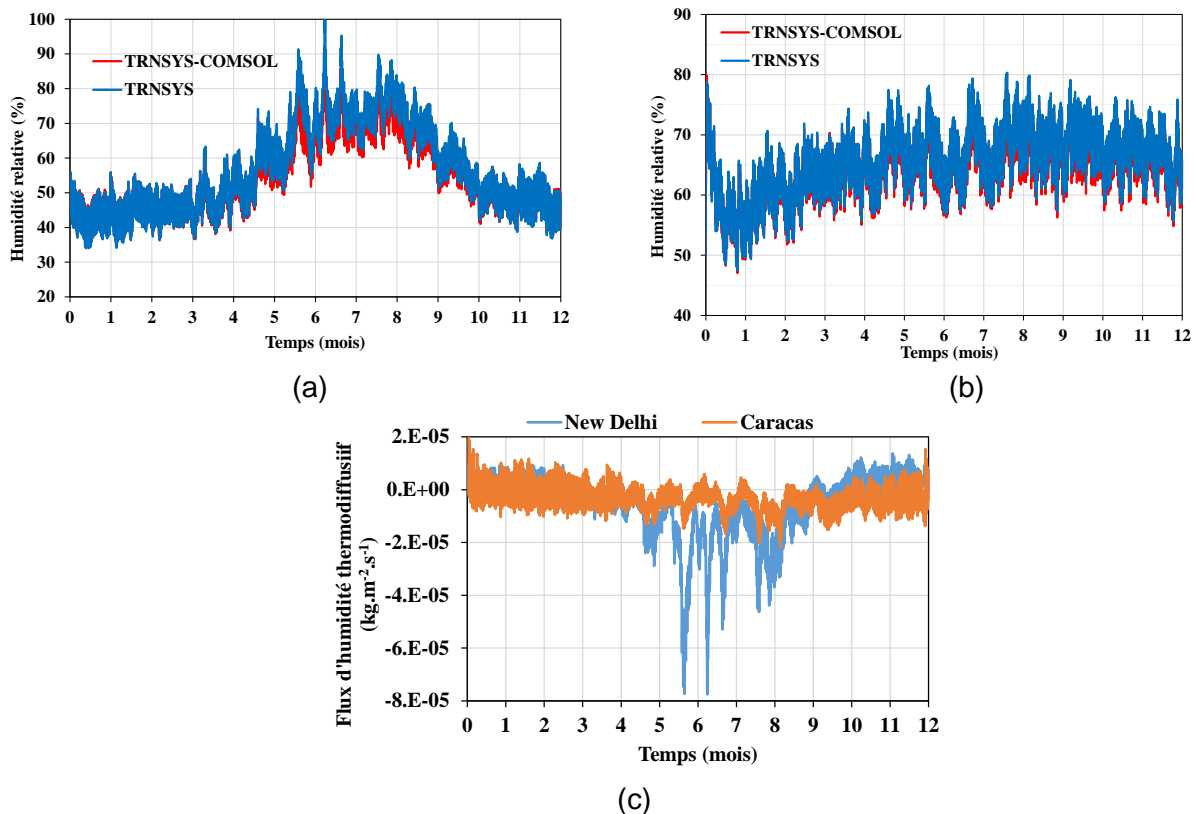 100
90
80
70
60
50
40
30
20
Humidité relative (%)
TRNSYS-COMSOL
TRNSYS
0 1 2 3 4 5 6 7 8 9 10 11 12
Temps (mois)
(a)
90
80
70
60
50
40
Humidité relative (%)
TRNSYS-COMSOL
TRNSYS
0 1 2 3 4 5 6 7 8 9 10 11 12
Temps (mois)
(b)
New Delhi Caracas
2.E-05
0.E+00
-2.E-05
-4.E-05
-6.E-05
-8.E-05
Flux d'humidité thermodiffusiif
(kg.m-2.s-1)
0 1 2 3 4 5 6 7 8 9 10 11 12
Temps (mois)
(c)